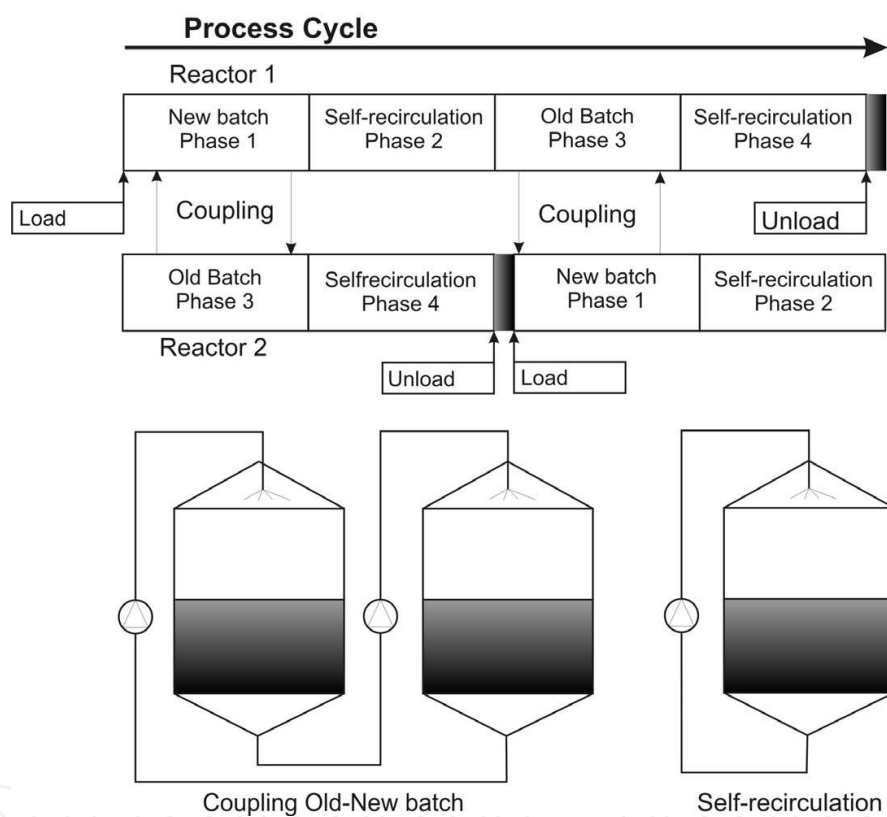 Process Cycle
Reactor 1
New batch
Phase 1
Self-recirculation
Phase 2
Old Batch
Phase 3
Self-recirculation
Phase 4
Load
Coupling
Coupling
Unload
Old Batch
Phase 3
Selfrecirculation
Phase 4
New batch
Phase 1
Self-recirculation
Phase 2
Reactor 2
Unload
Load
Coupling Old-New batch
Self-recirculation